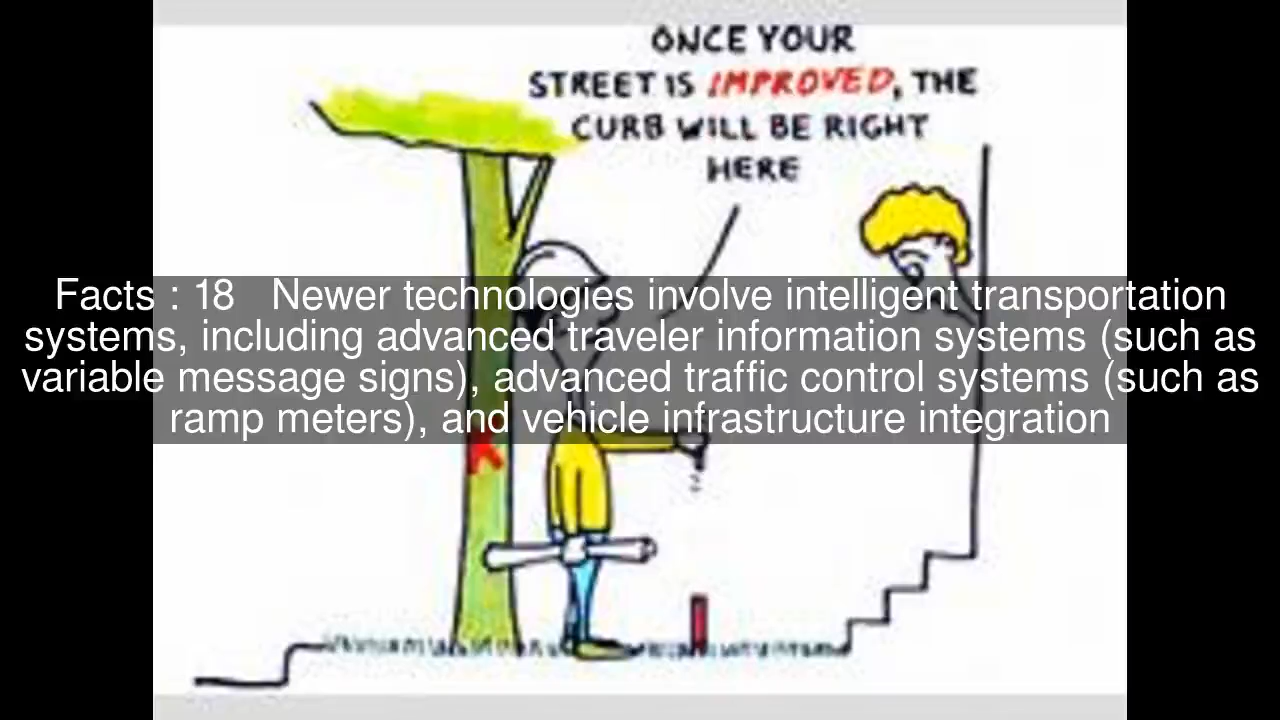 ONCE YOUR
STREET IS IMPROVED, THE
CURB WILL BE RIGHT
HERE
Facts : 18 Newer technologies involve intelligent transportation
systems, including advanced traveler information systems (such as
variable message signs), advanced traffic control systems (such as
ramp meters), and vehicle infrastructure integration